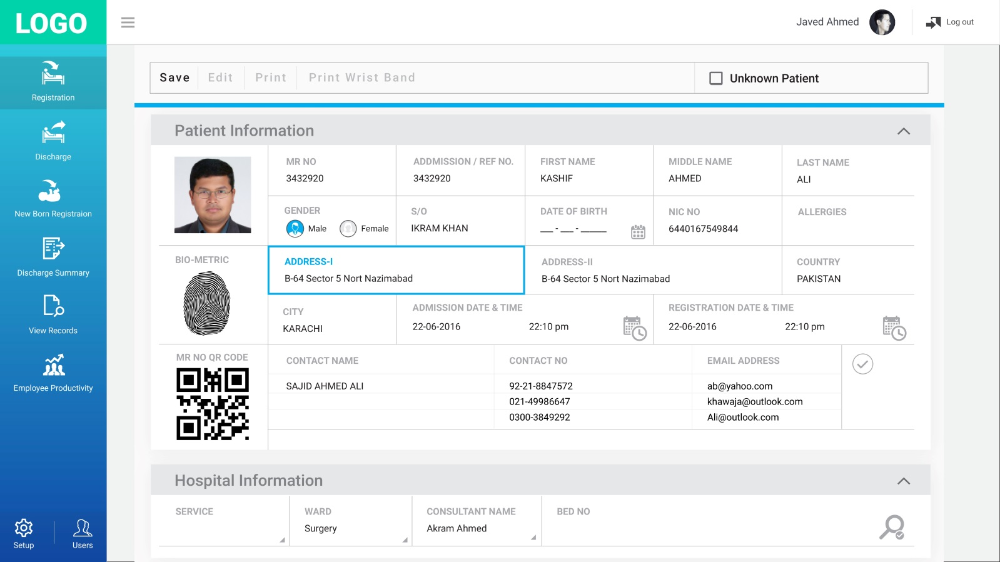 LOGO
Javed Ahmed
Log out
Registration
Discharge
New Born Registraion
Discharge Summary
View Records
Employee Productivity
Setup
Users
Save Edit Print Print Wrist Band
Unknown Patient
Patient Information
MR NO
3432920
ADDMISSION / REF NO.
3432920
FIRST NAME
KASHIF
MIDDLE NAME
AHMED
LAST NAME
ALI
GENDER
Male Female
S/O
IKRAM KHAN
DATE OF BIRTH
___ - ___ - ______
NIC NO
6440167549844
ALLERGIES
BIO-METRIC
ADDRESS-I
B-64 Sector 5 Nort Nazimabad
ADDRESS-II
B-64 Sector 5 Nort Nazimabad
COUNTRY
PAKISTAN
CITY
KARACHI
ADMISSION DATE & TIME
22-06-2016 22:10 pm
REGISTRATION DATE & TIME
22-06-2016 22:10 pm
MR NO QR CODE
CONTACT NAME CONTACT NO EMAIL ADDRESS
SAJID AHMED ALI 92-21-8847572 ab@yahoo.com
021-49986647 khawaja@outlook.com
0300-3849292 Ali@outlook.com
Hospital Information
SERVICE
WARD
Surgery
CONSULTANT NAME
Akram Ahmed
BED NO